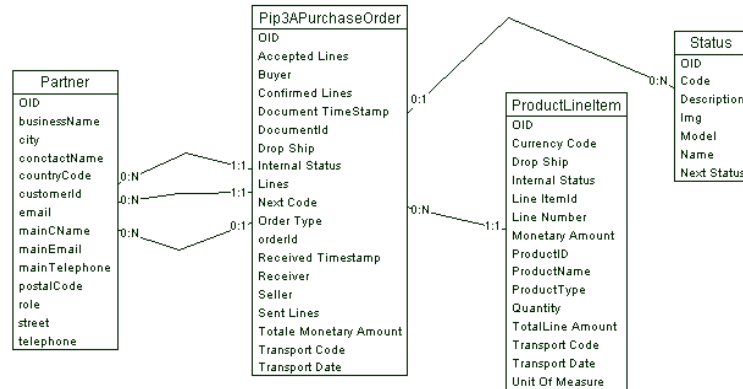 Partner
OID
businessName
city
conctactName
countryCode
customerId
email
mainCName
mainEmail
mainTelephone
postalCode
role
street
telephone
0:N
1:1
0:N
1:1
0:N
0:1
Pip3APurchaseOrder
OID
Accepted Lines
Buyer
Confirmed Lines
Document TimeStamp
DocumentId
Drop Ship
Internal Status
Lines
Next Code
Order Type
orderId
Received Timestamp
Receiver
Seller
Sent Lines
Totale Monetary Amount
Transport Code
Transport Date
0:1
0:N
0:N
1:1
ProductLineItem
OID
Currency Code
Drop Ship
Internal Status
Line ItemId
Line Number
Monetary Amount
ProductID
ProductName
ProductType
Quantity
TotalLine Amount
Transport Code
Transport Date
Unit Of Measure
Status
OID
Code
Description
Img
Model
Name
Next Status